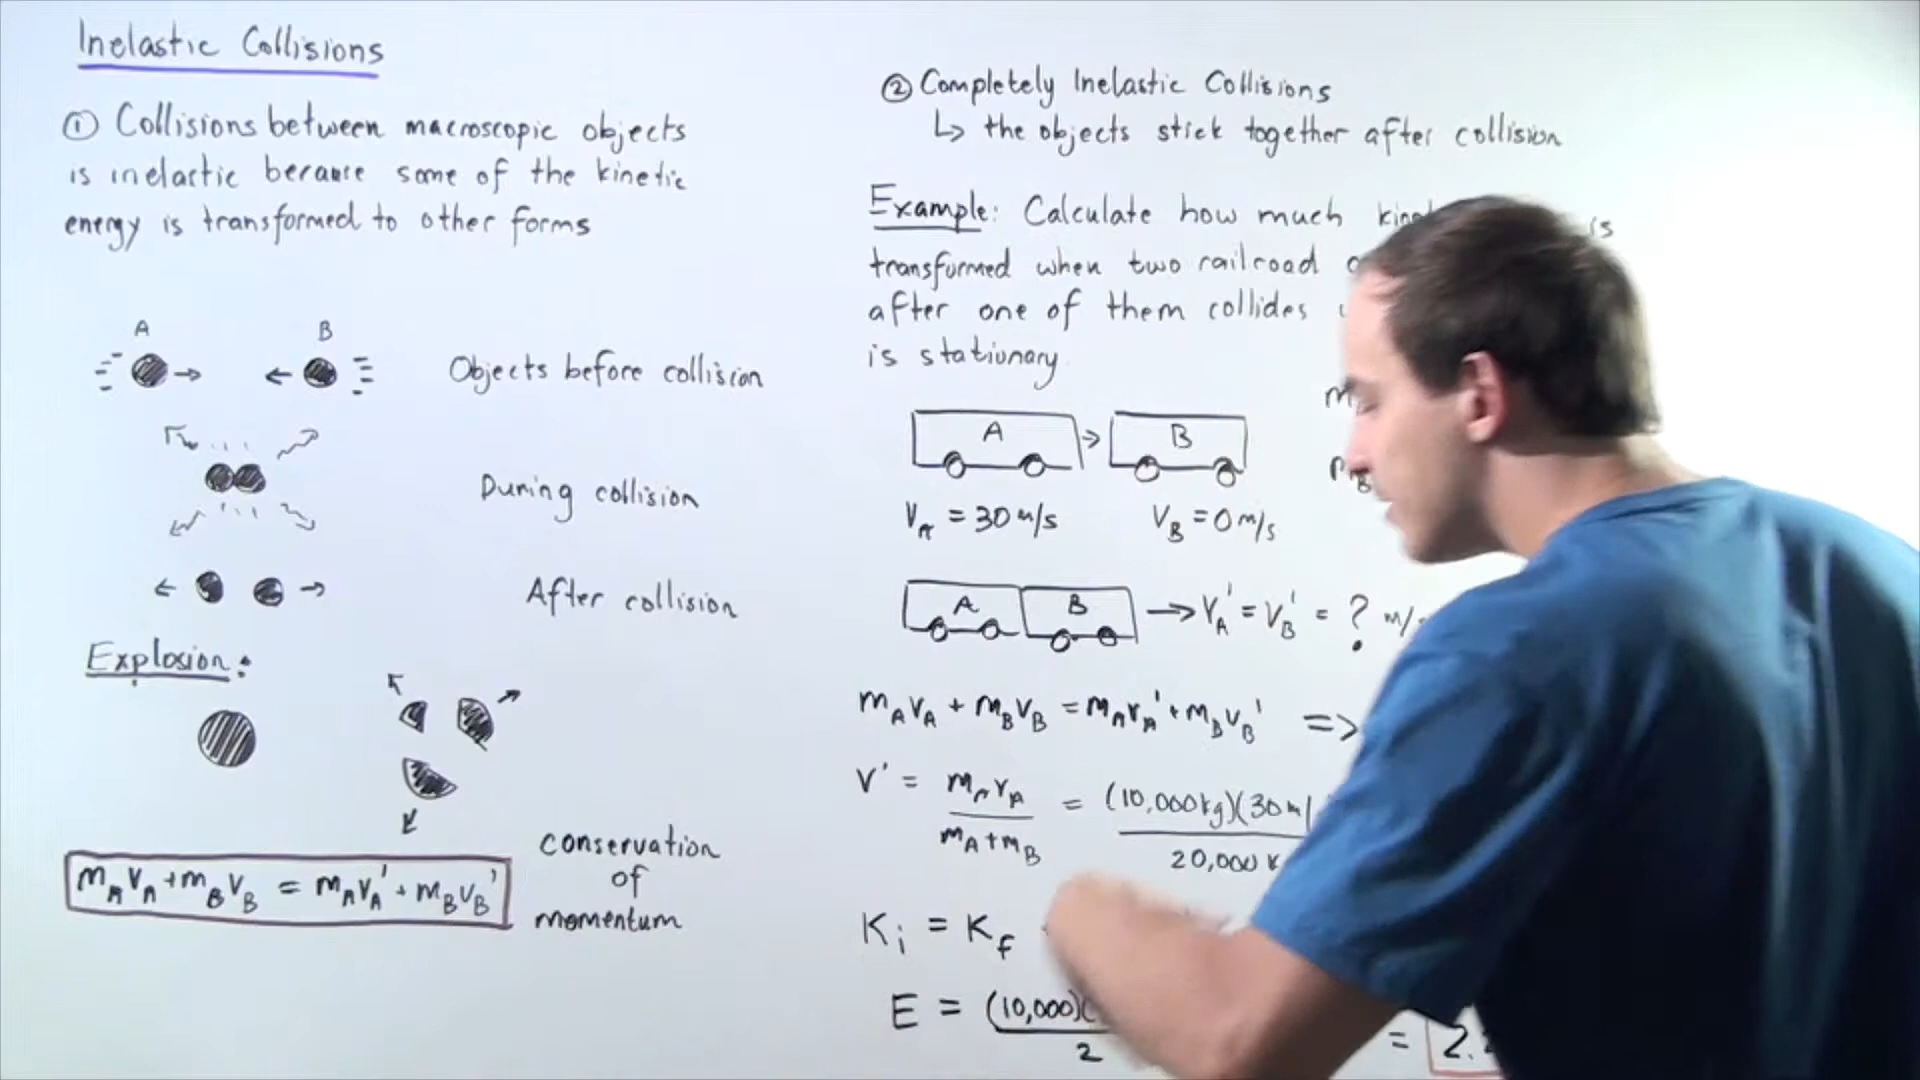 Inelastic Collisions
① Collisions between macroscopic objects
is inelastic because some of the kinetic
energy is transformed to other forms
A B
Objects before collision
During collision
After collision
Explosion:
mAvA + mBvB = mAvA' + mBvB'
conservation
of
momentum
② Completely Inelastic Collisions
↳ the objects stick together after collision
Example: Calculate how much is
transformed when two railroad
after one of them collides
is stationary
A B
VA = 30 m/s VB = 0 m/s
A B → VA' = VB' = ? m/
mAvA + mBvB = mAvA' + mBvB' =>
V' = mAvA / mA+mB = (10,000kg)(30m/ / 20,000 k
Ki = Kf
E = (10,000)( / 2 = 2.